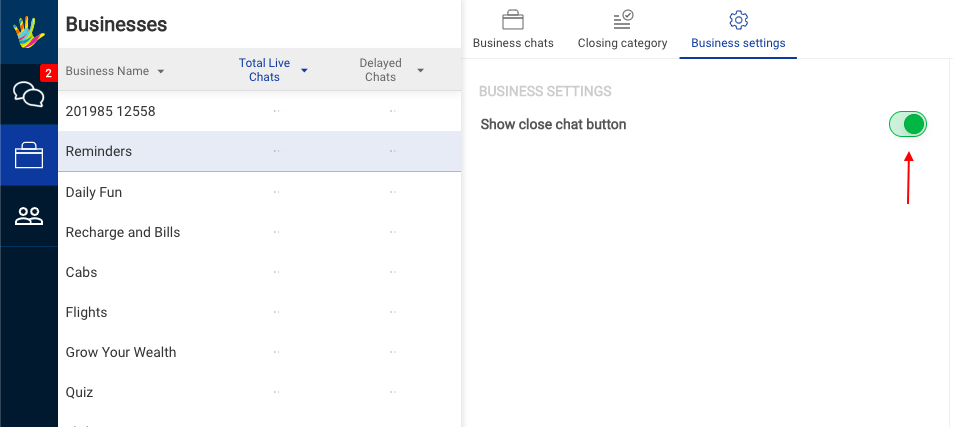 Businesses
2
Business Name
Total Live
Chats
Delayed
Chats
201985 12558
Reminders
Daily Fun
Recharge and Bills
Cabs
Flights
Grow Your Wealth
Quiz
Business chats
Closing category
Business settings
BUSINESS SETTINGS
Show close chat button